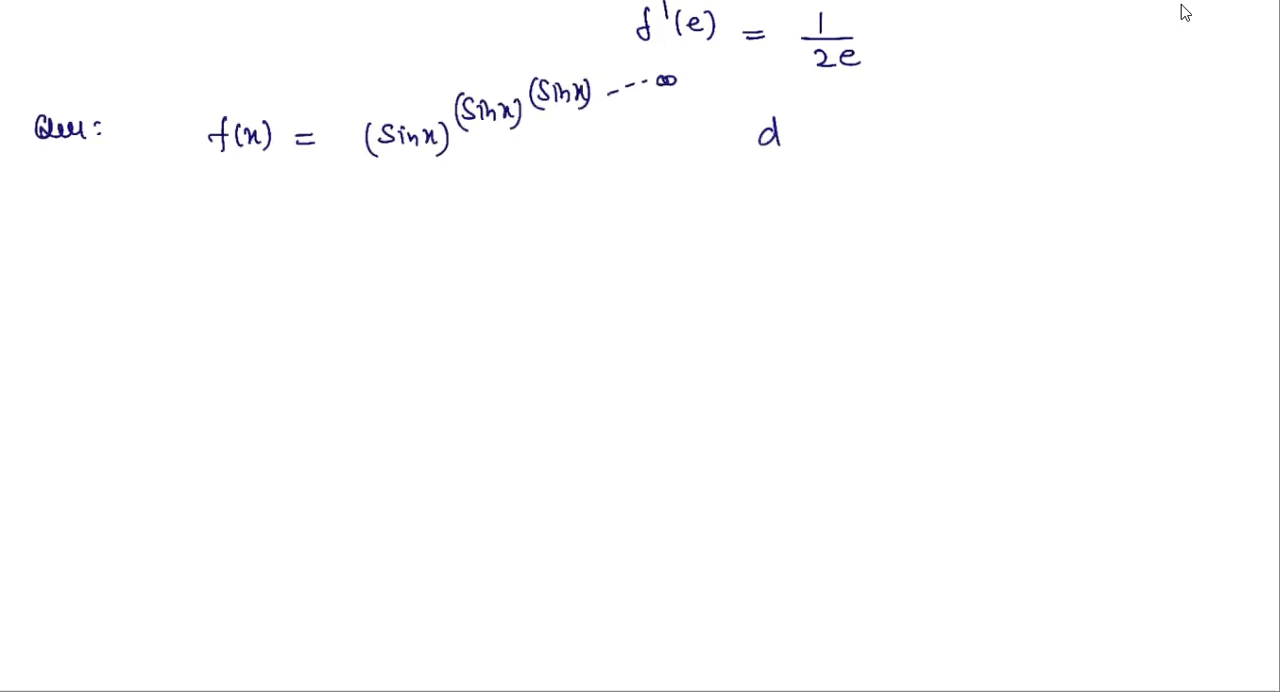 f'(e) = 1/2e
Que: f(x) = (Sinx)^(Sinx)^(Sinx)----∞ d